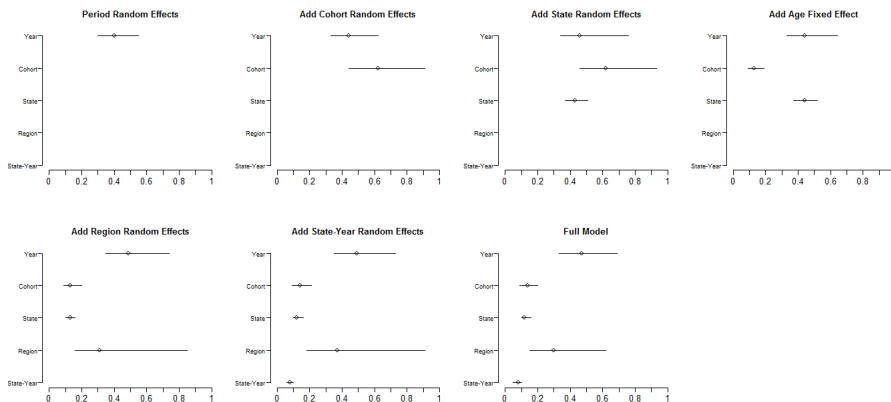 Period Random Effects
Year
Cohort
State
Region
State-Year
0 0.2 0.4 0.6 0.8 1
Add Cohort Random Effects
Year
Cohort
State
Region
State-Year
0 0.2 0.4 0.6 0.8 1
Add State Random Effects
Year
Cohort
State
Region
State-Year
0 0.2 0.4 0.6 0.8 1
Add Age Fixed Effect
Year
Cohort
State
Region
State-Year
0 0.2 0.4 0.6 0.8
Add Region Random Effects
Year
Cohort
State
Region
State-Year
0 0.2 0.4 0.6 0.8 1
Add State-Year Random Effects
Year
Cohort
State
Region
State-Year
0 0.2 0.4 0.6 0.8 1
Full Model
Year
Cohort
State
Region
State-Year
0 0.2 0.4 0.6 0.8 1